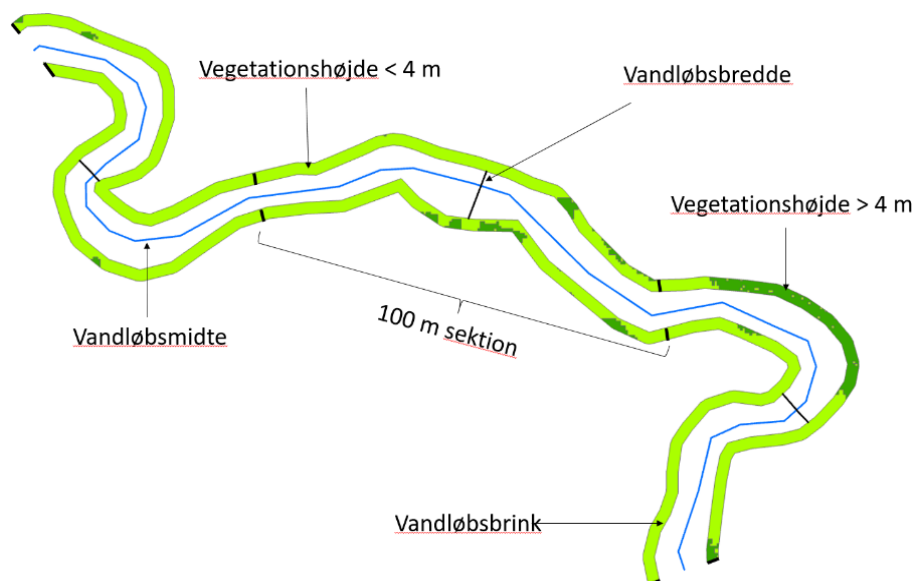 Vegetationshøjde < 4 m
Vandløbsbredde
Vegetationshøjde > 4 m
100 m sektion
Vandløbsmidte
Vandløbsbrink